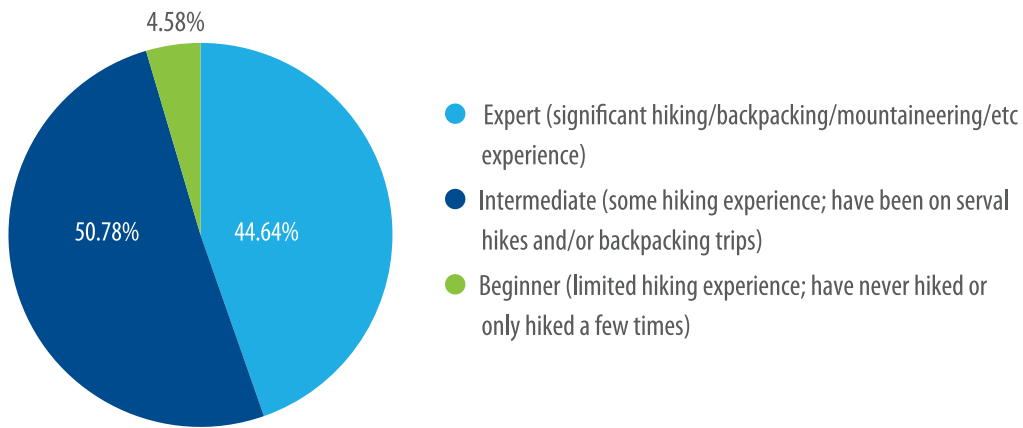 4.58%
50.78%
44.64%
Expert (significant hiking/backpacking/mountaineering/etc
experience)
Intermediate (some hiking experience; have been on serval
hikes and/or backpacking trips)
Beginner (limited hiking experience; have never hiked or
only hiked a few times)